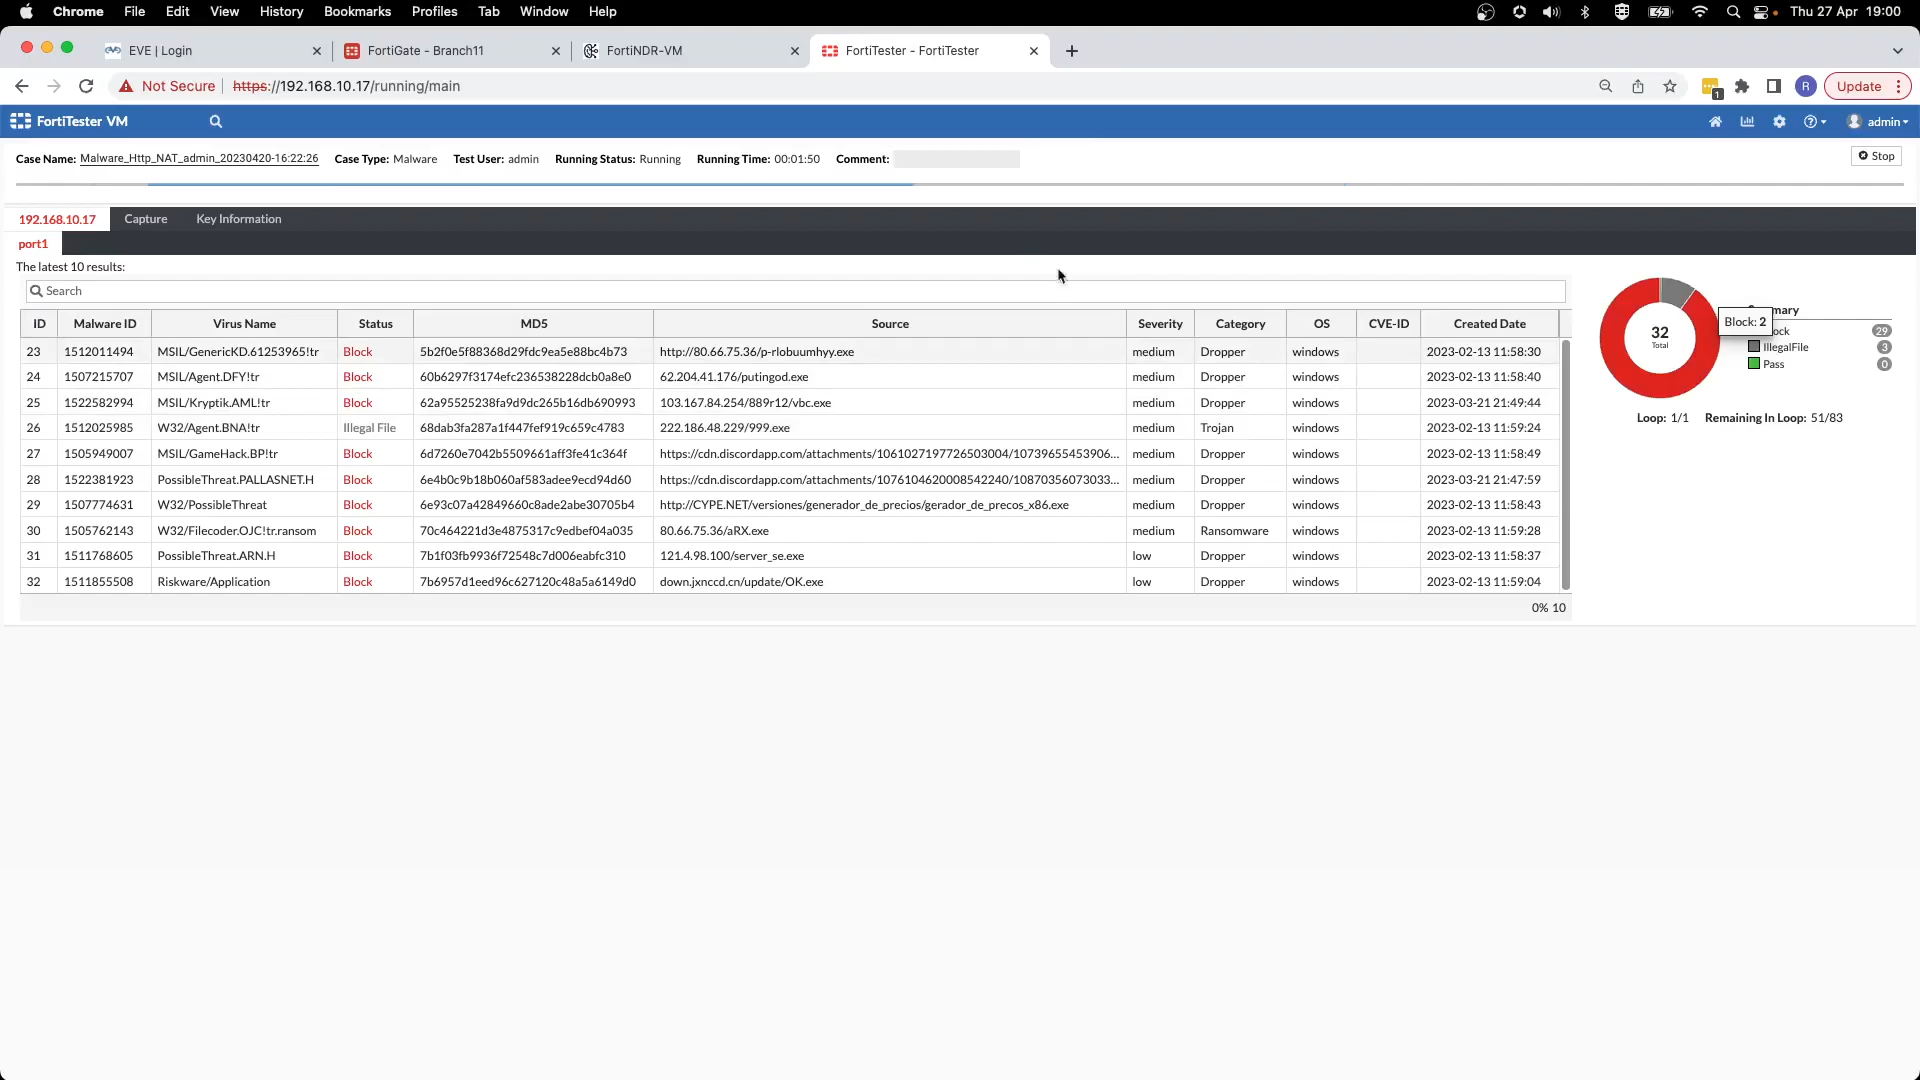 Chrome File Edit View History Bookmarks Profiles Tab Window Help Thu 27 Apr 19:00
EVE | Login FortiGate - Branch11 FortiNDR-VM FortiTester - FortiTester
Not Secure https://192.168.10.17/running/main 1 R Update
FortiTester VM admin
Case Name: Malware_Http_NAT_admin_20230420-16:22:26 Case Type: Malware Test User: admin Running Status: Running Running Time: 00:01:50 Comment: Stop
192.168.10.17 Capture Key Information
port1
The latest 10 results:
Search
ID Malware ID Virus Name Status MD5 Source Severity Category OS CVE-ID Created Date
23 1512011494 MSIL/GenericKD.61253965!tr Block 5b2f0e5f88368d29fdc9ea5e88bc4b73 http://80.66.75.36/p-rlobuumhyy.exe medium Dropper windows 2023-02-13 11:58:30
24 1507215707 MSIL/Agent.DFY!tr Block 60b6297f3174efc236538228dcb0a8e0 62.204.41.176/putingod.exe medium Dropper windows 2023-02-13 11:58:40
25 1522582994 MSIL/Kryptik.AML!tr Block 62a95525238fa9d9dc265b16db690993 103.167.84.254/889r12/vbc.exe medium Dropper windows 2023-03-21 21:49:44
26 1512025985 W32/Agent.BNA!tr Illegal File 68dab3fa287a1f447fef919c659c4783 222.186.48.229/999.exe medium Trojan windows 2023-02-13 11:59:24
27 1505949007 MSIL/GameHack.BP!tr Block 6d7260e7042b5509661aff3fe41c364f https://cdn.discordapp.com/attachments/1061027197726503004/10739655453906... medium Dropper windows 2023-02-13 11:58:49
28 1522381923 PossibleThreat.PALLASNET.H Block 6e4b0c9b18b060af583adee9ecd94d60 https://cdn.discordapp.com/attachments/1076104620008542240/10870356073033... medium Dropper windows 2023-03-21 21:47:59
29 1507774631 W32/PossibleThreat Block 6e93c07a42849660c8ade2abe30705b4 http://CYPE.NET/versiones/generador_de_precios/gerador_de_precos_x86.exe medium Dropper windows 2023-02-13 11:58:43
30 1505762143 W32/Filecoder.OJC!tr.ransom Block 70c464221d3e4875317c9edbef04a035 80.66.75.36/aRX.exe medium Ransomware windows 2023-02-13 11:59:28
31 1511768605 PossibleThreat.ARN.H Block 7b1f03fb9936f72548c7d006eabfc310 121.4.98.100/server_se.exe low Dropper windows 2023-02-13 11:58:37
32 1511855508 Riskware/Application Block 7b6957d1eed96c627120c48a5a6149d0 down.jxnccd.cn/update/OK.exe low Dropper windows 2023-02-13 11:59:04
0% 10
32
Total
Block: 2
mary
ock 29
IllegalFile 3
Pass 0
Loop: 1/1 Remaining In Loop: 51/83